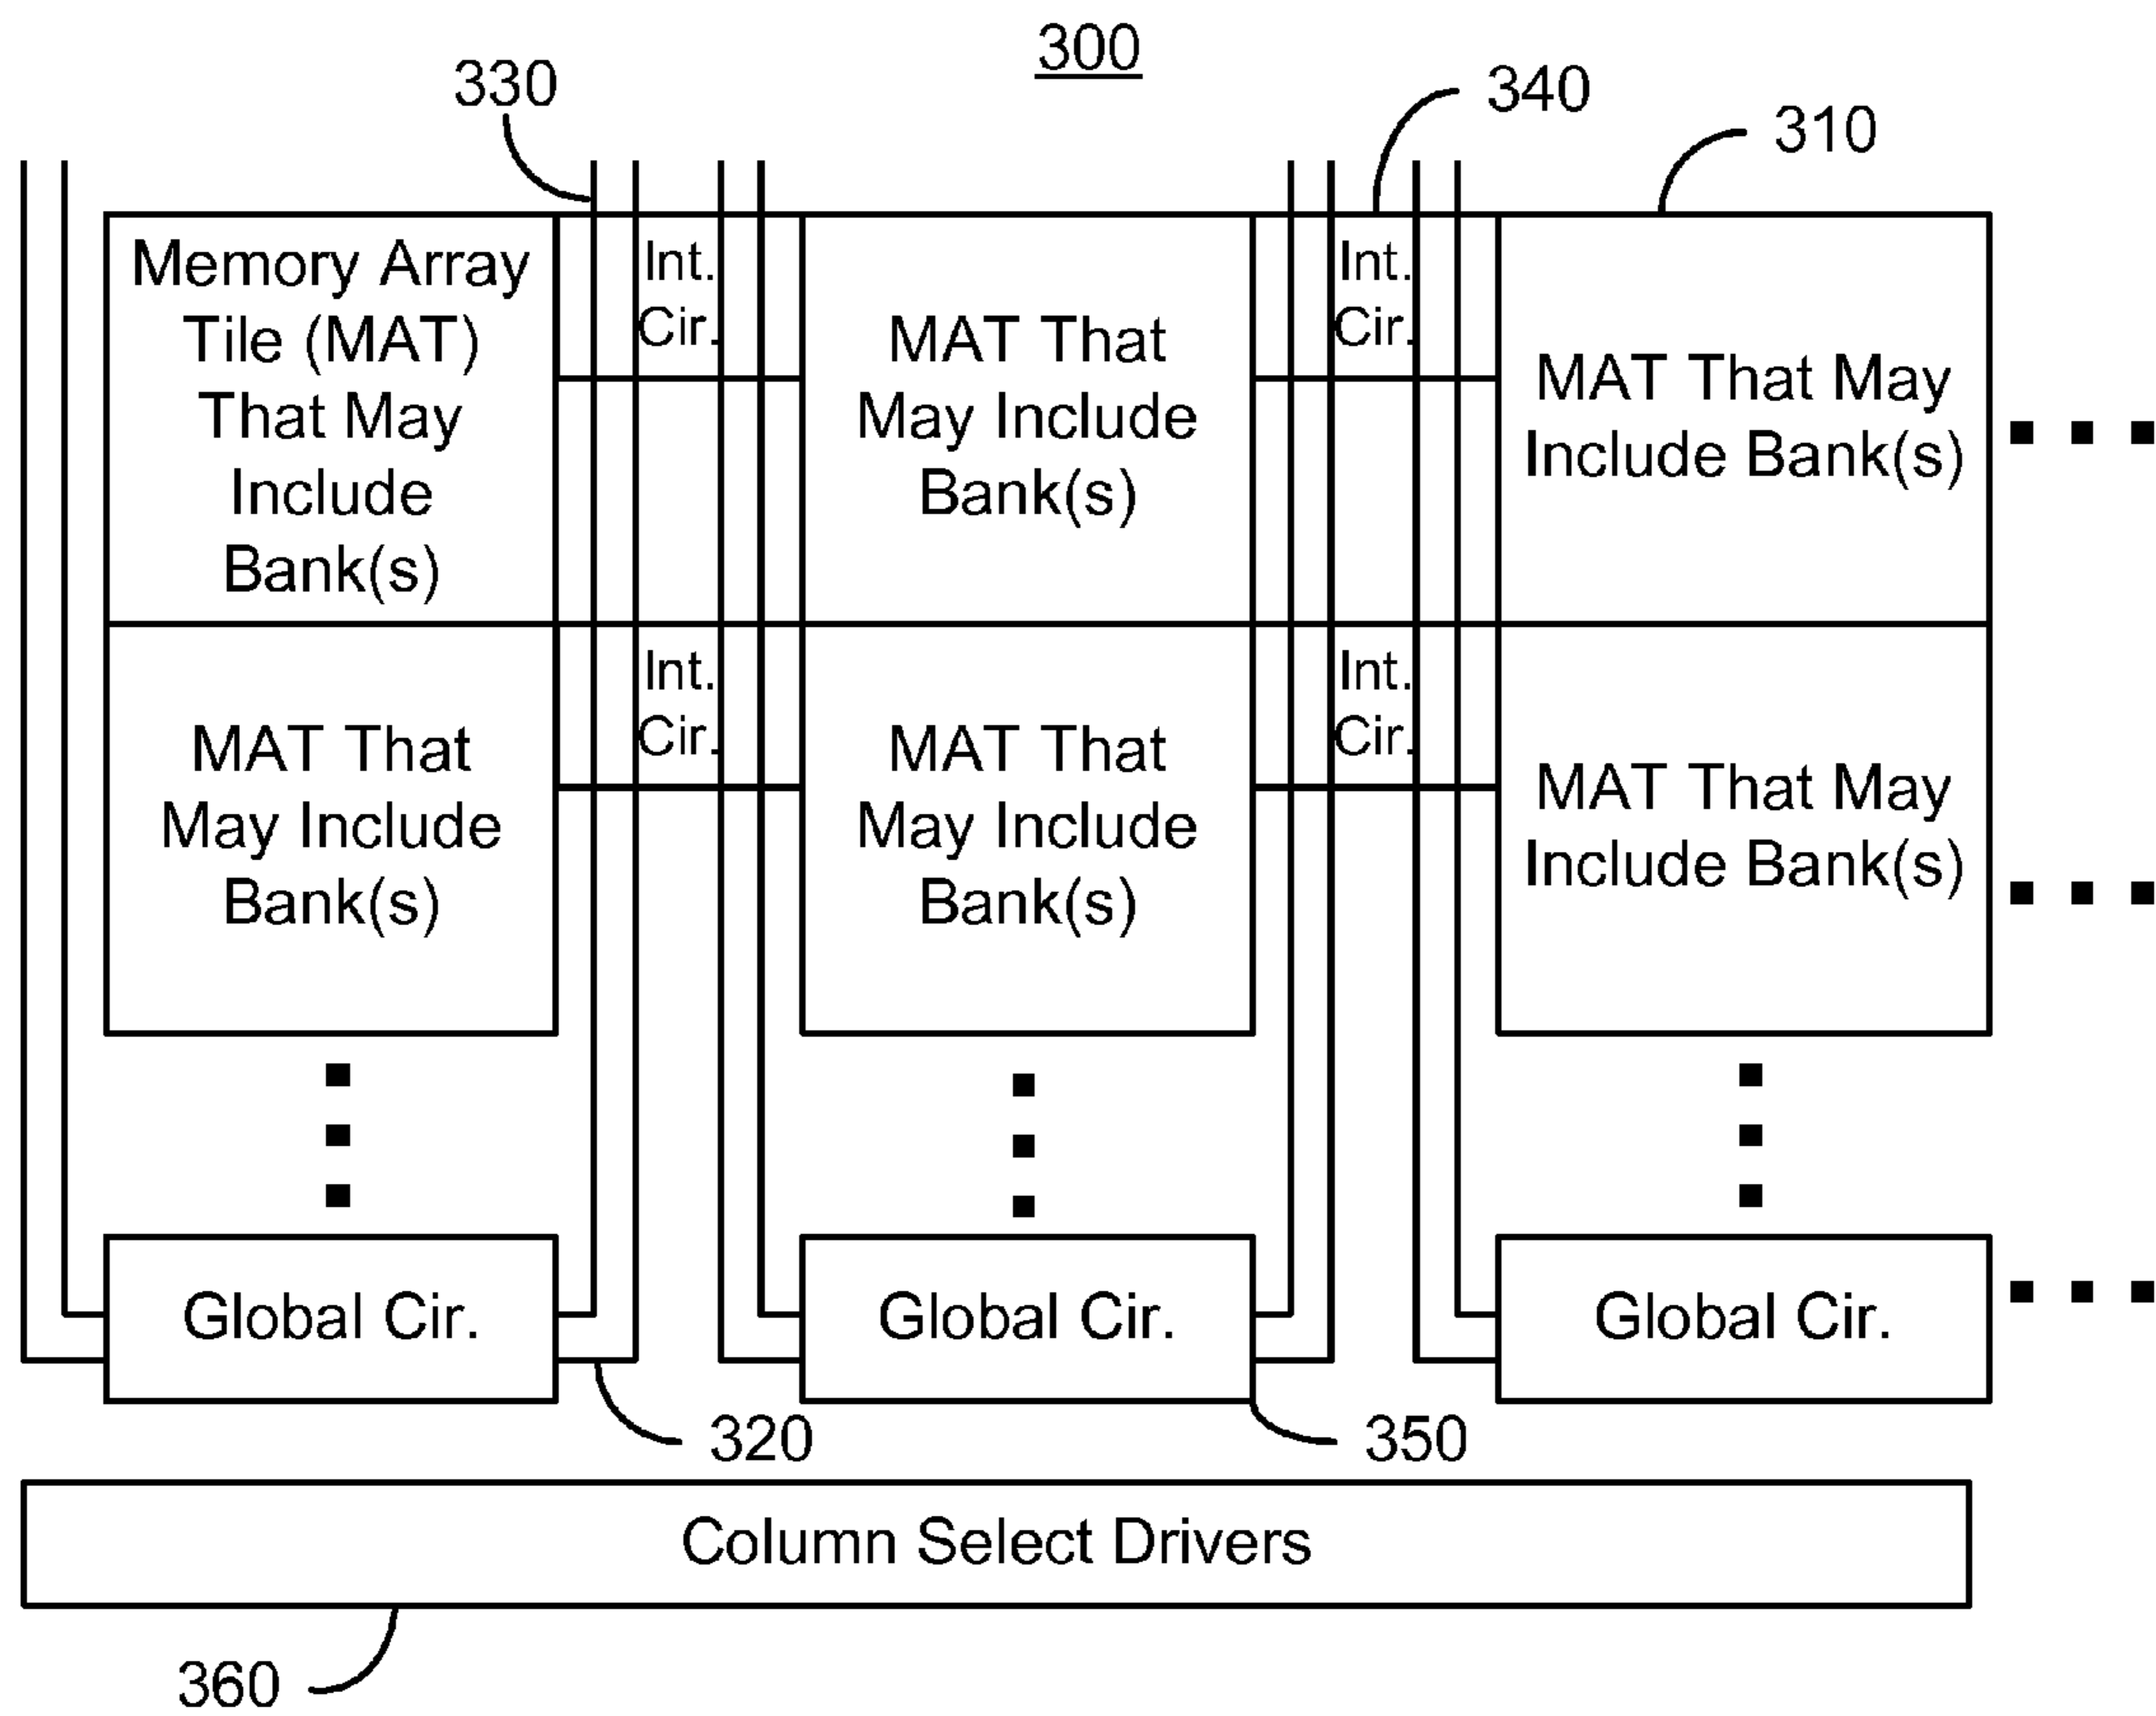 300
330
340
310
Memory Array
Tile (MAT)
That May
Include
Bank(s)
Int.
Cir.
MAT That
May Include
Bank(s)
Int.
Cir.
MAT That May
Include Bank(s)
MAT That
May Include
Bank(s)
Int.
Cir.
MAT That
May Include
Bank(s)
Int.
Cir.
MAT That May
Include Bank(s)
Global Cir.
Global Cir.
Global Cir.
320
350
Column Select Drivers
360